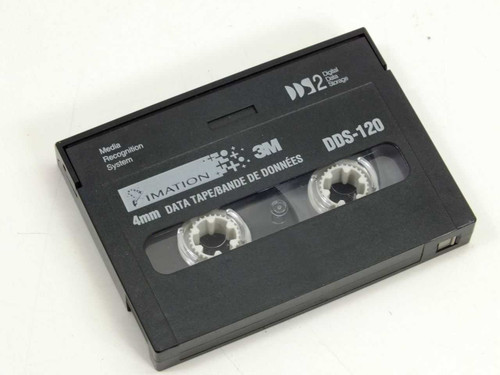 DDS2 Digital
Data
Storage
Media
Recognition
System
IMATION 3M DDS-120
4mm DATA TAPE/BANDE DE DONNÉES